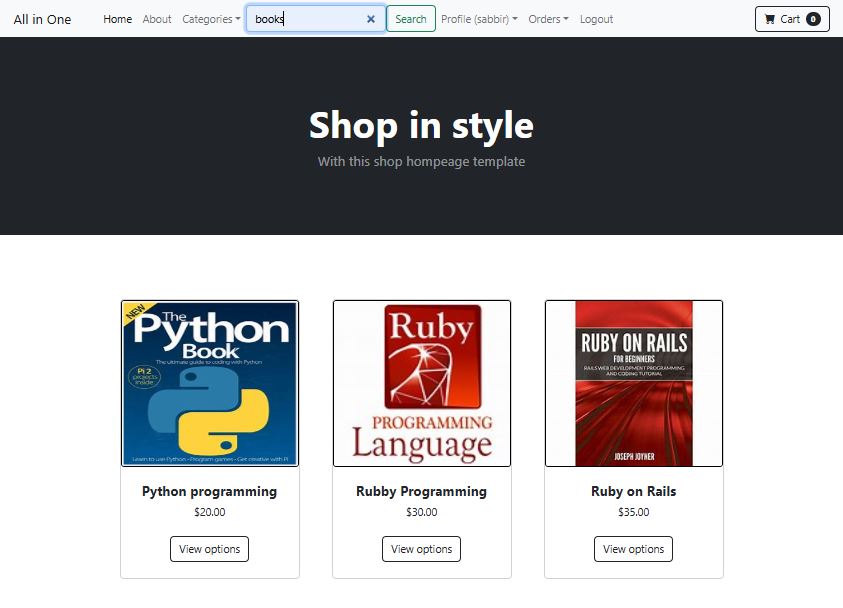 All in One Home About Categories books × Search Profile (sabbir) Orders Logout Cart 0
Shop in style
With this shop hompeage template
NEW
The
Python
Book
The ultimate guide to coding with Python
Pi 2
projects
inside
Learn to use Python • Program games • Get creative with Pi
Ruby
PROGRAMMING
Language
RUBY ON RAILS
FOR BEGINNERS
RAILS WEB DEVELOPMENT PROGRAMMING
AND CODING TUTORIAL
JOSEPH JOYNER
Python programming
$20.00
View options
Rubby Programming
$30.00
View options
Ruby on Rails
$35.00
View options